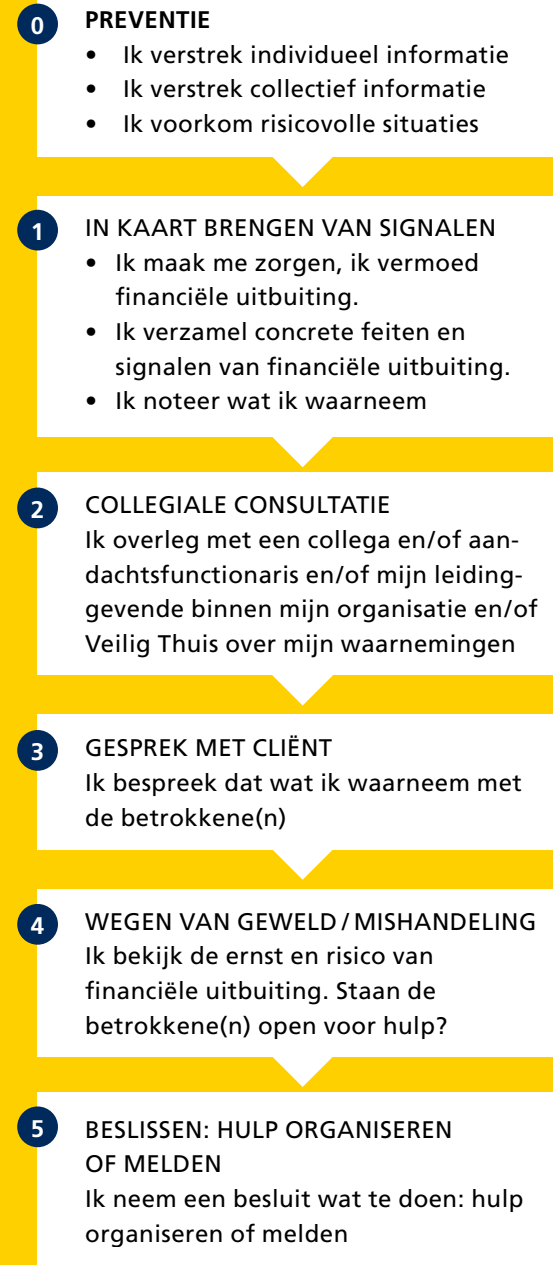 0
PREVENTIE
• Ik verstrek individueel informatie
• Ik verstrek collectief informatie
• Ik voorkom risicovolle situaties
1
IN KAART BRENGEN VAN SIGNALEN
• Ik maak me zorgen, ik vermoed
financiële uitbuiting.
• Ik verzamel concrete feiten en
signalen van financiële uitbuiting.
• Ik noteer wat ik waarneem
2
COLLEGIALE CONSULTATIE
Ik overleg met een collega en/of aan-
dachtsfunctionaris en/of mijn leiding-
gevende binnen mijn organisatie en/of
Veilig Thuis over mijn waarnemingen
3
GESPREK MET CLIËNT
Ik bespreek dat wat ik waarneem met
de betrokkene(n)
4
WEGEN VAN GEWELD / MISHANDELING
Ik bekijk de ernst en risico van
financiële uitbuiting. Staan de
betrokkene(n) open voor hulp?
5
BESLISSEN: HULP ORGANISEREN
OF MELDEN
Ik neem een besluit wat te doen: hulp
organiseren of melden